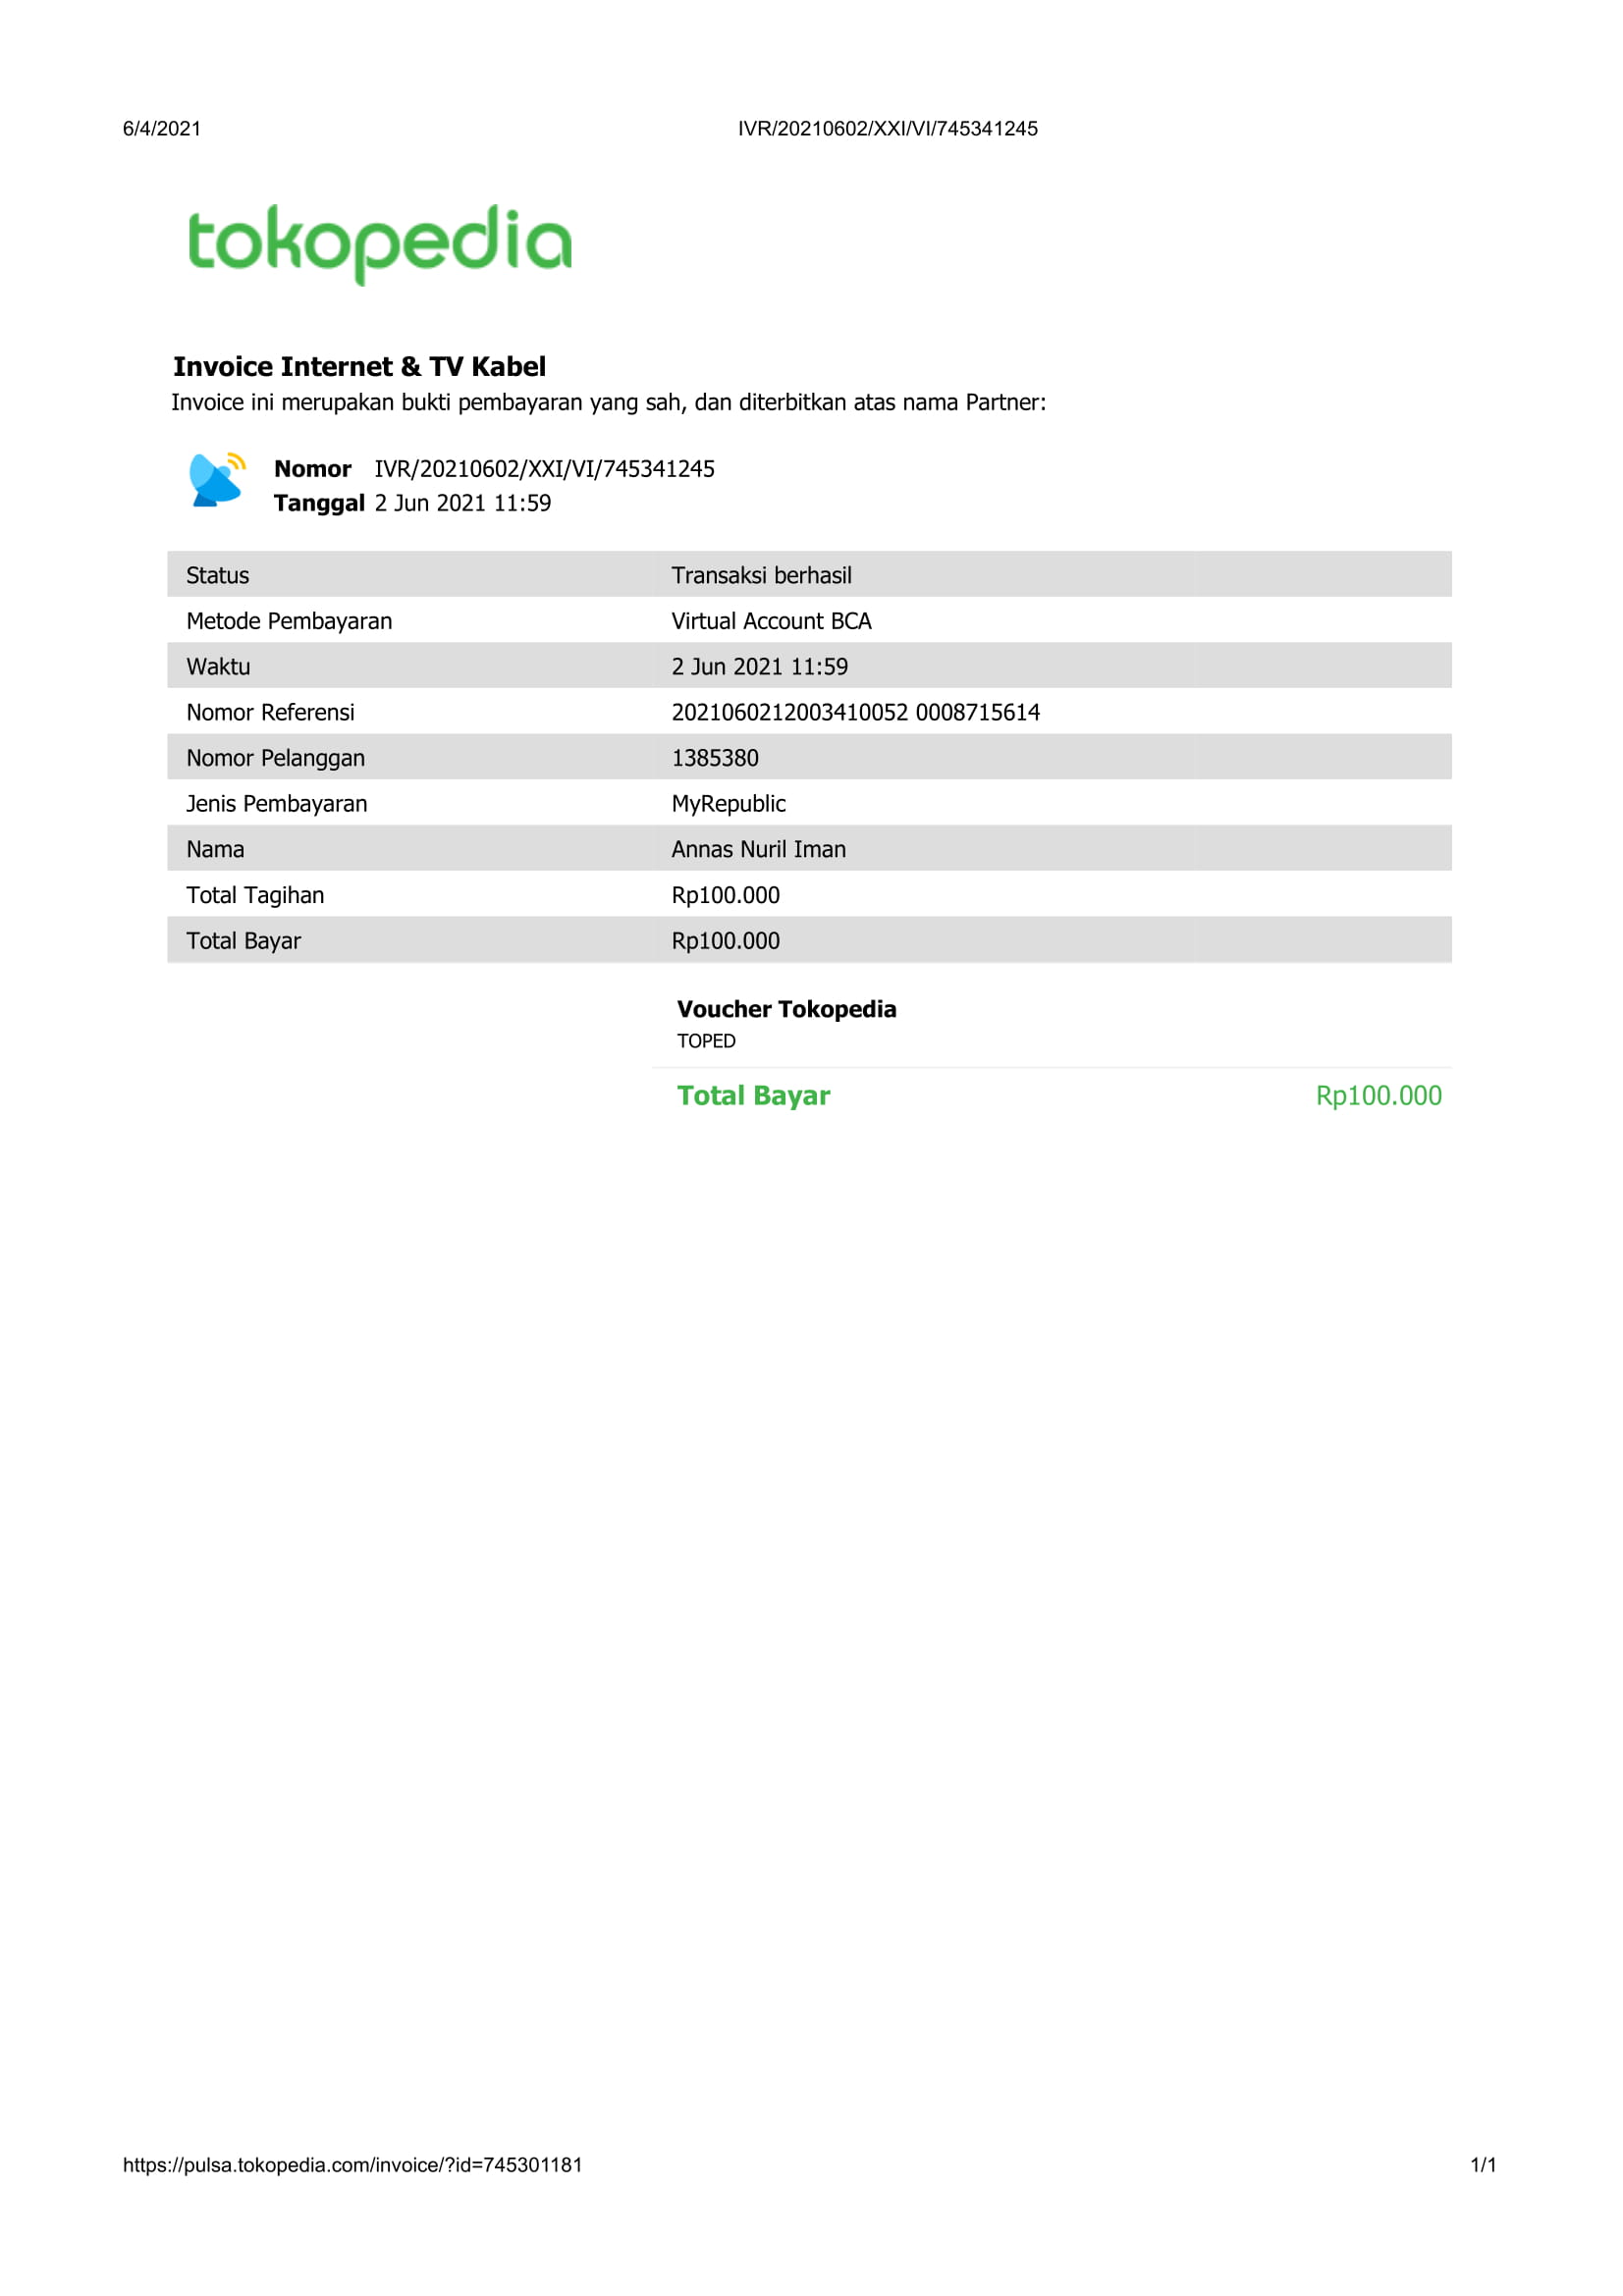 6/4/2021 IVR/20210602/XXI/VI/745341245
tokopedia
Invoice Internet & TV Kabel
Invoice ini merupakan bukti pembayaran yang sah, dan diterbitkan atas nama Partner:
Nomor IVR/20210602/XXI/VI/745341245
Tanggal 2 Jun 2021 11:59
Status Transaksi berhasil
Metode Pembayaran Virtual Account BCA
Waktu 2 Jun 2021 11:59
Nomor Referensi 2021060212003410052 0008715614
Nomor Pelanggan 1385380
Jenis Pembayaran MyRepublic
Nama Annas Nuril Iman
Total Tagihan Rp100.000
Total Bayar Rp100.000
Voucher Tokopedia
TOPED
Total Bayar Rp100.000
https://pulsa.tokopedia.com/invoice/?id=745301181 1/1